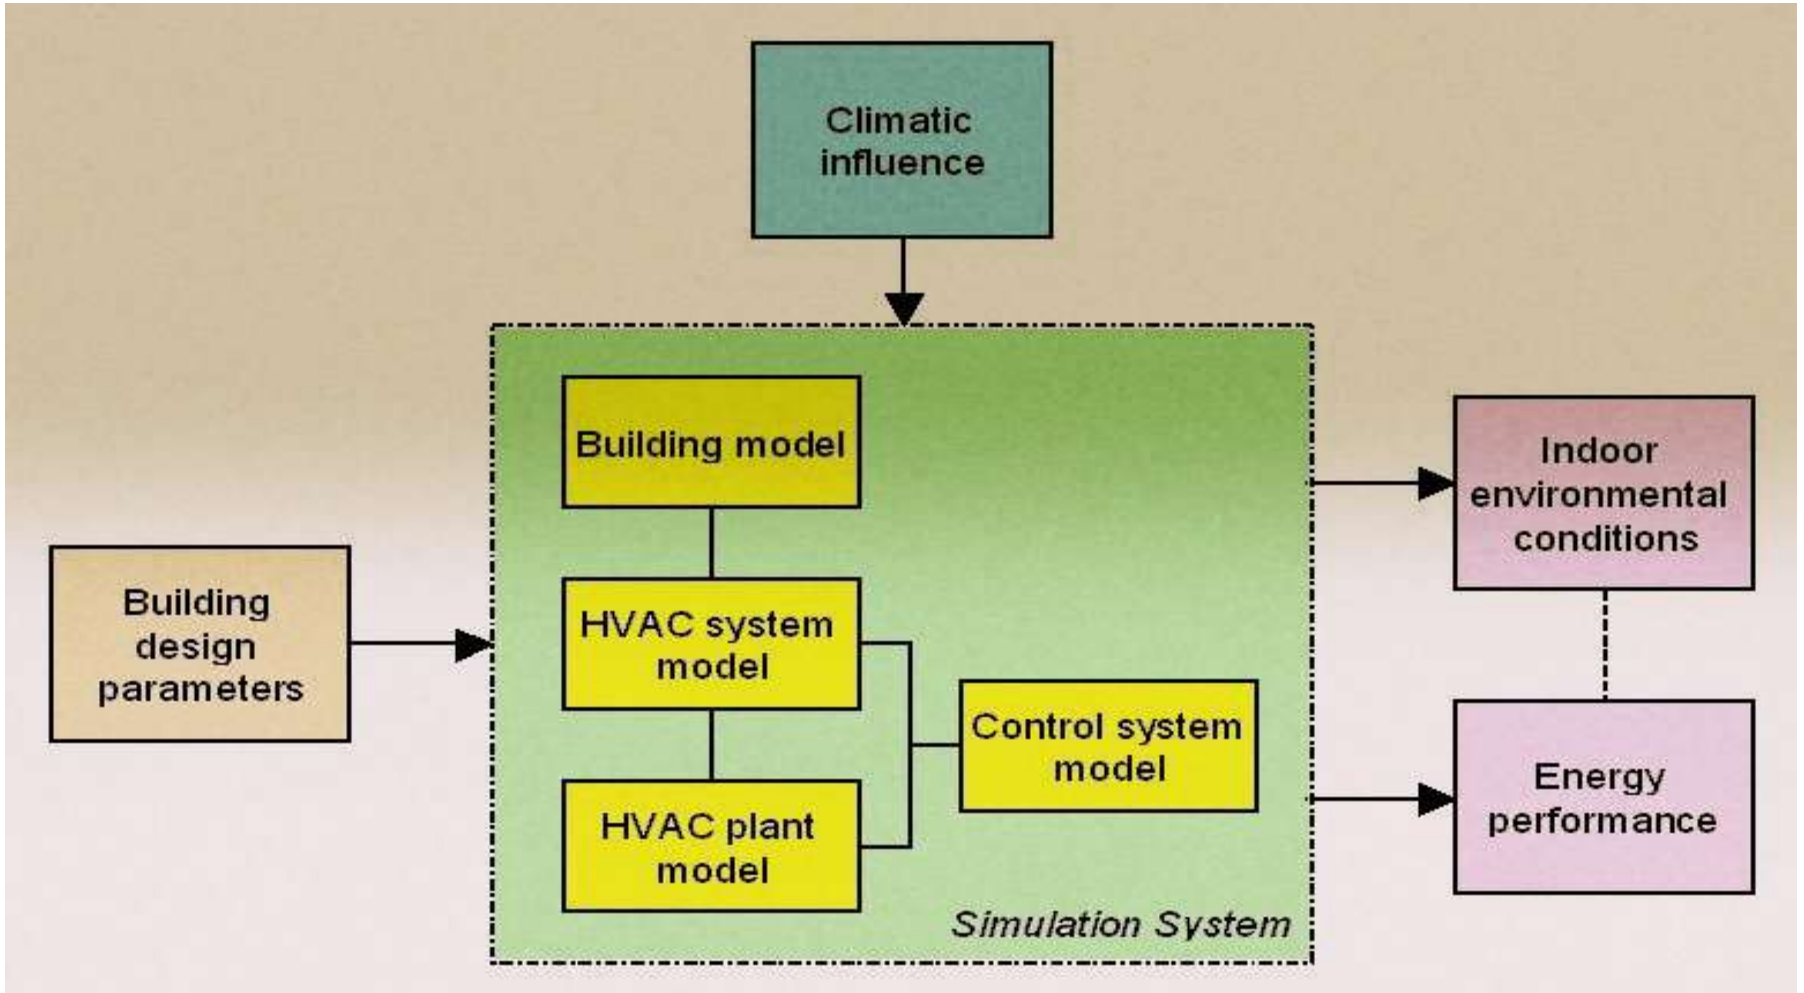 Climatic
influence
Building model
Indoor
environmental
conditions
Building
design
parameters
HVAC system
model
Control system
model
Energy
performance
HVAC plant
model
Simulation System